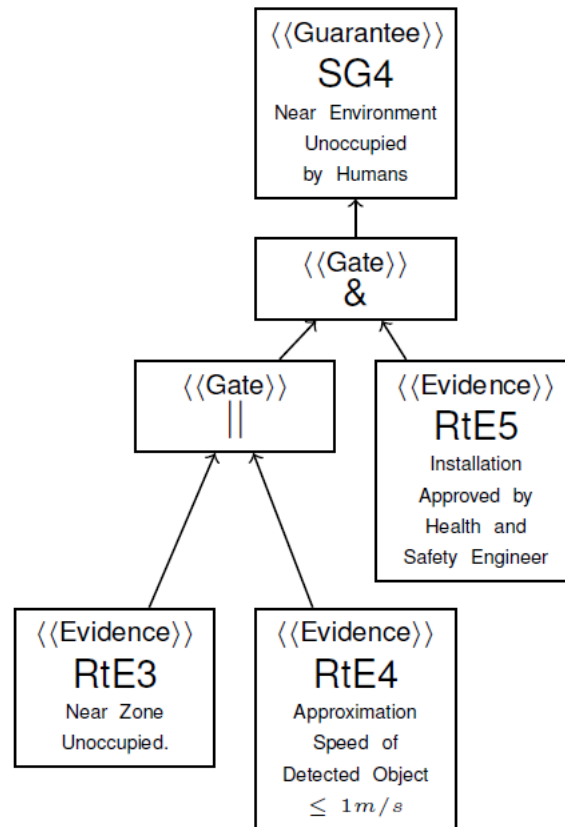 ⟨⟨Guarantee⟩⟩
SG4
Near Environment
Unoccupied
by Humans
⟨⟨Gate⟩⟩
&
⟨⟨Gate⟩⟩
||
⟨⟨Evidence⟩⟩
RtE5
Installation
Approved by
Health and
Safety Engineer
⟨⟨Evidence⟩⟩
RtE3
Near Zone
Unoccupied.
⟨⟨Evidence⟩⟩
RtE4
Approximation
Speed of
Detected Object
≤ 1m/s